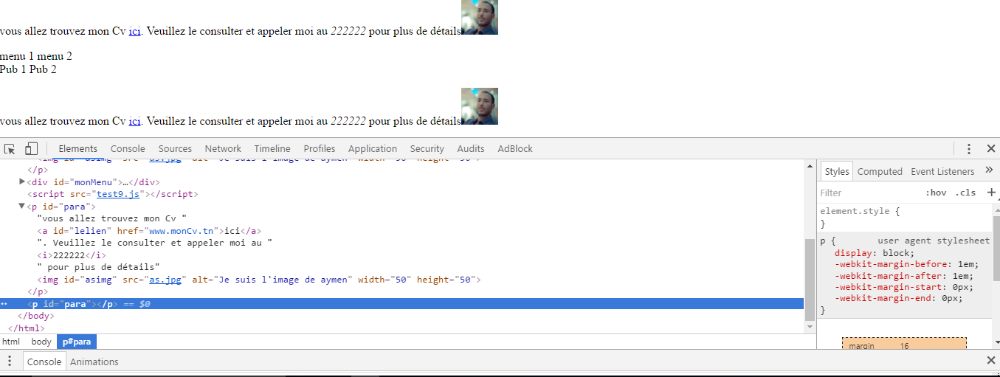 vous allez trouvez mon Cv ici. Veuillez le consulter et appeler moi au 222222 pour plus de détails
menu 1 menu 2
Pub 1 Pub 2
vous allez trouvez mon Cv ici. Veuillez le consulter et appeler moi au 222222 pour plus de détails
Elements Console Sources Network Timeline Profiles Application Security Audits AdBlock
<img id="asimg" src="as.jpg" alt="Je suis l'image de aymen" width="50" height="50">
</p>
<div id="monMenu">…</div>
<script src="test9.js"></script>
<p id="para">
"vous allez trouvez mon Cv "
<a id="lelien" href="www.monCv.tn">ici</a>
". Veuillez le consulter et appeler moi au "
<i>222222</i>
" pour plus de détails"
<img id="asimg" src="as.jpg" alt="Je suis l'image de aymen" width="50" height="50">
</p>
<p id="para"></p> == $0
</body>
</html>
html body p#para
Styles Computed Event Listeners »
Filter :hov .cls +
element.style {
}
p { user agent stylesheet
display: block;
-webkit-margin-before: 1em;
-webkit-margin-after: 1em;
-webkit-margin-start: 0px;
-webkit-margin-end: 0px;
}
margin 16
Console Animations